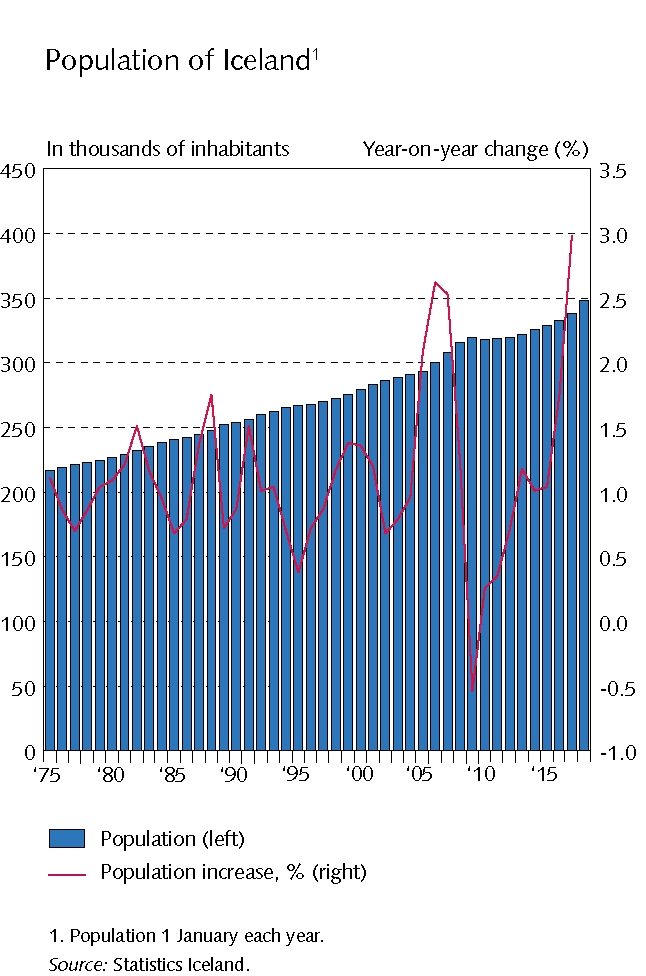 Population of Iceland¹
In thousands of inhabitants Year-on-year change (%)
450 3.5
400 3.0
350 2.5
300 2.0
250 1.5
200 1.0
150 0.5
100 0.0
50 -0.5
0 -1.0
‘75 ‘80 ‘85 ‘90 ‘95 ‘00 ‘05 ‘10 ‘15
Population (left)
Population increase, % (right)
1. Population 1 January each year.
Source: Statistics Iceland.